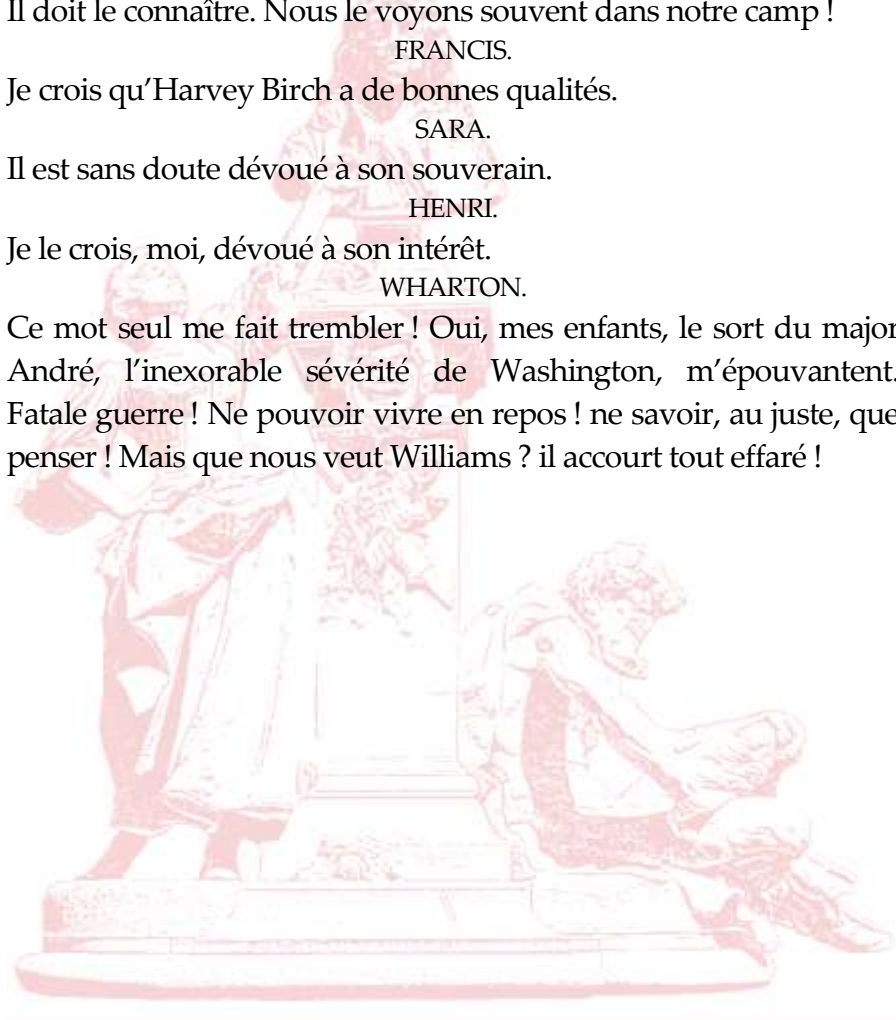 Il doit le connaître. Nous le voyons souvent dans notre camp !
FRANCIS.
Je crois qu’Harvey Birch a de bonnes qualités.
SARA.
Il est sans doute dévoué à son souverain.
HENRI.
Je le crois, moi, dévoué à son intérêt.
WHARTON.
Ce mot seul me fait trembler ! Oui, mes enfants, le sort du major
André, l’inexorable sévérité de Washington, m’épouvantent.
Fatale guerre ! Ne pouvoir vivre en repos ! ne savoir, au juste, que
penser ! Mais que nous veut Williams ? il accourt tout effaré !